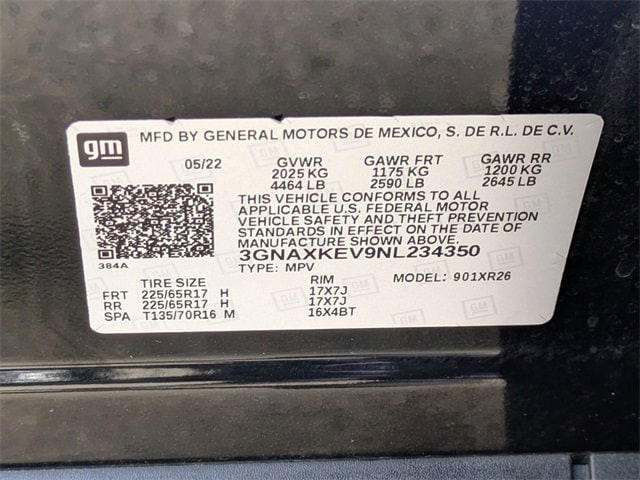 gm MFD BY GENERAL MOTORS DE MEXICO, S. DE R.L. DE C.V.
05/22 GVWR GAWR FRT GAWR RR
2025 KG 1175 KG 1200 KG
4464 LB 2590 LB 2645 LB
THIS VEHICLE CONFORMS TO ALL
APPLICABLE U.S. FEDERAL MOTOR
VEHICLE SAFETY AND THEFT PREVENTION
STANDARDS IN EFFECT ON THE DATE OF
MANUFACTURE SHOWN ABOVE.
384A 3GNAXKEV9NL234350
TYPE: MPV MODEL: 901XR26
TIRE SIZE RIM
FRT 225/65R17 H 17X7J
RR 225/65R17 H 17X7J
SPA T135/70R16 M 16X4BT